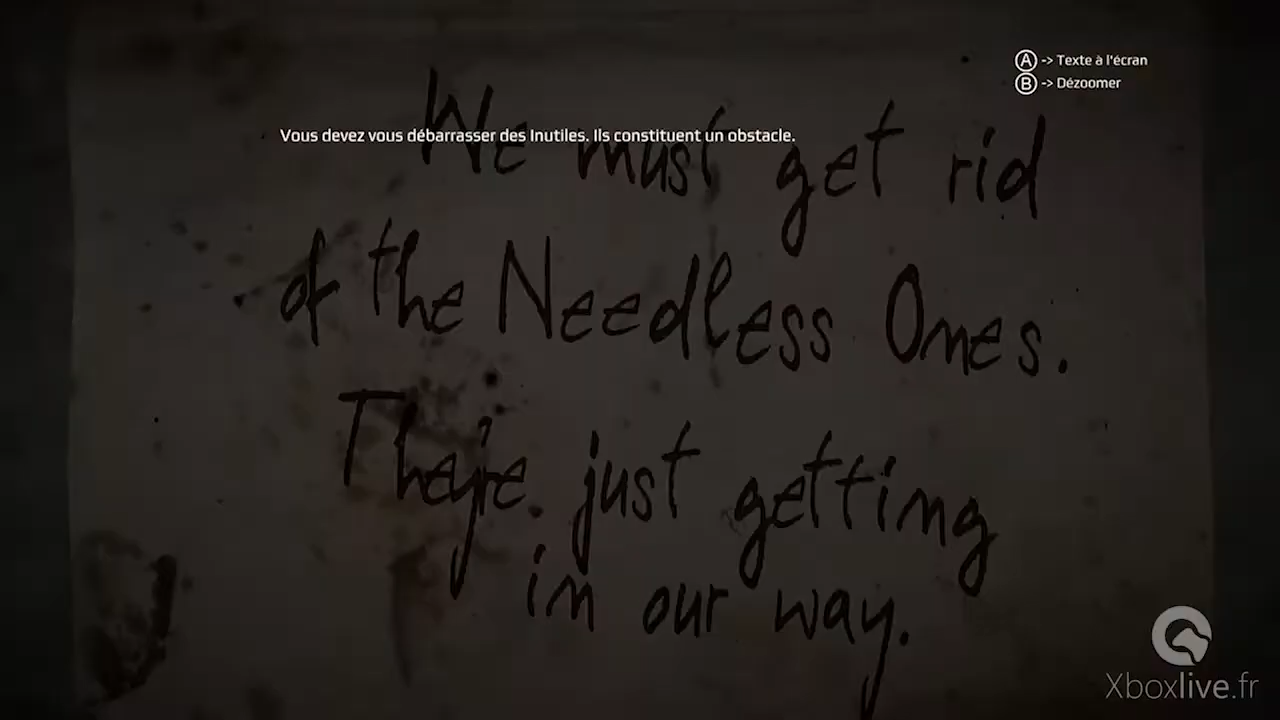 A -> Texte à l'écran
B -> Dézoomer
Vous devez vous débarrasser des Inutiles. Ils constituent un obstacle.
We must get rid
of the Needless Ones.
They're just getting
in our way.
Xboxlive.fr